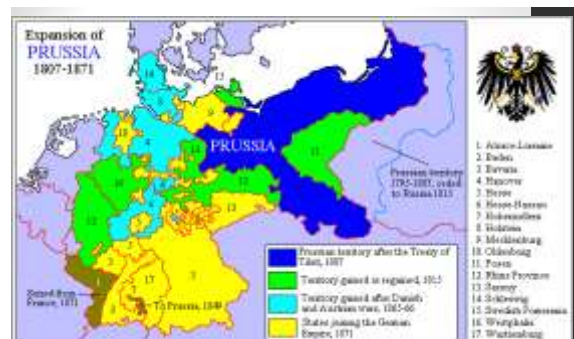 Expansion of
PRUSSIA
1807-1871
PRUSSIA
Prussian territory
1795-1807, ceded
to Russia 1815
Seized from
France, 1871
To Prussia, 1849
Prussian territory after the Treaty of
Tilsit, 1807
Territory gained or regained, 1815
Territory gained after Danish
and Austrian wars, 1865-66
States joining the German
Empire, 1871
1. Alsace-Lorraine
2. Baden
3. Bavaria
4. Hanover
5. Hesse
6. Hesse-Nassau
7. Hohenzollern
8. Holstein
9. Mecklenburg
10. Oldenburg
11. Posen
12. Rhine Province
13. Saxony
14. Schleswig
15. Swedish Pomerania
16. Westphalia
17. Wurttemburg